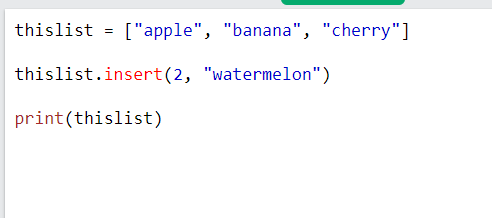 thislist = ["apple", "banana", "cherry"]
thislist.insert(2, "watermelon")
print(thislist)